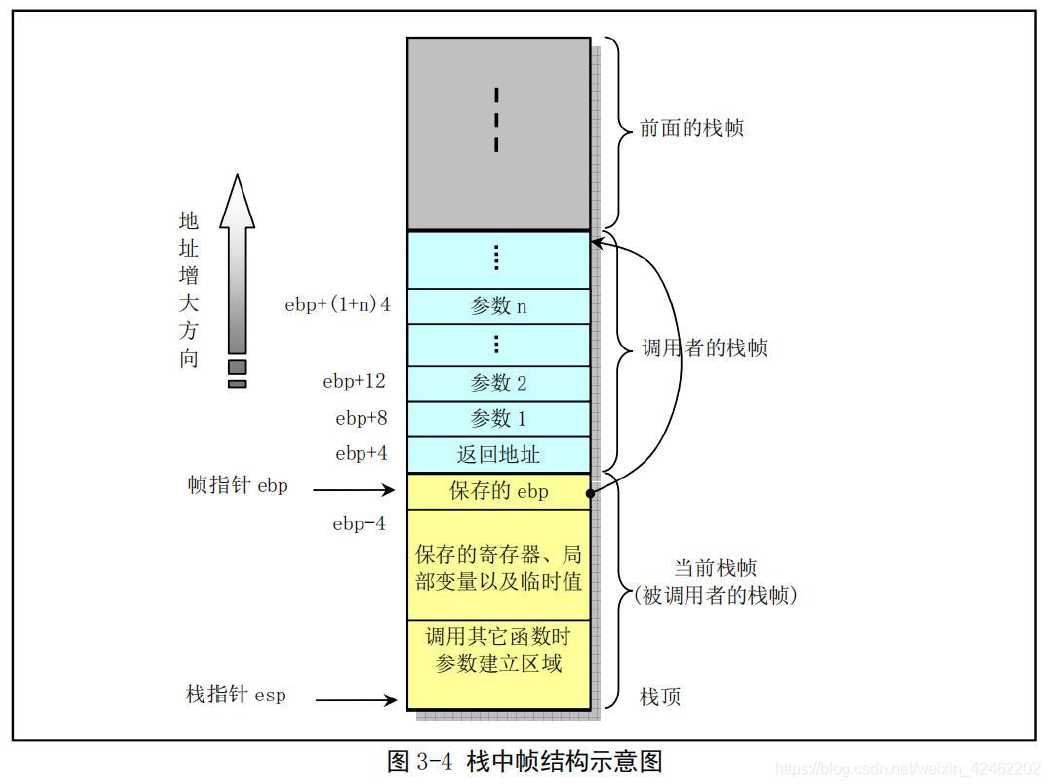 前面的栈帧
地
址
增
大
方
向
ebp+(1+n)4
参数 n
调用者的栈帧
ebp+12
参数 2
ebp+8
参数 1
ebp+4
返回地址
帧指针 ebp
保存的 ebp
ebp-4
保存的寄存器、局
部变量以及临时值
当前栈帧
(被调用者的栈帧)
调用其它函数时
参数建立区域
栈指针 esp
栈顶
图 3-4 栈中帧结构示意图
https://blog.csdn.net/weixin_42462202